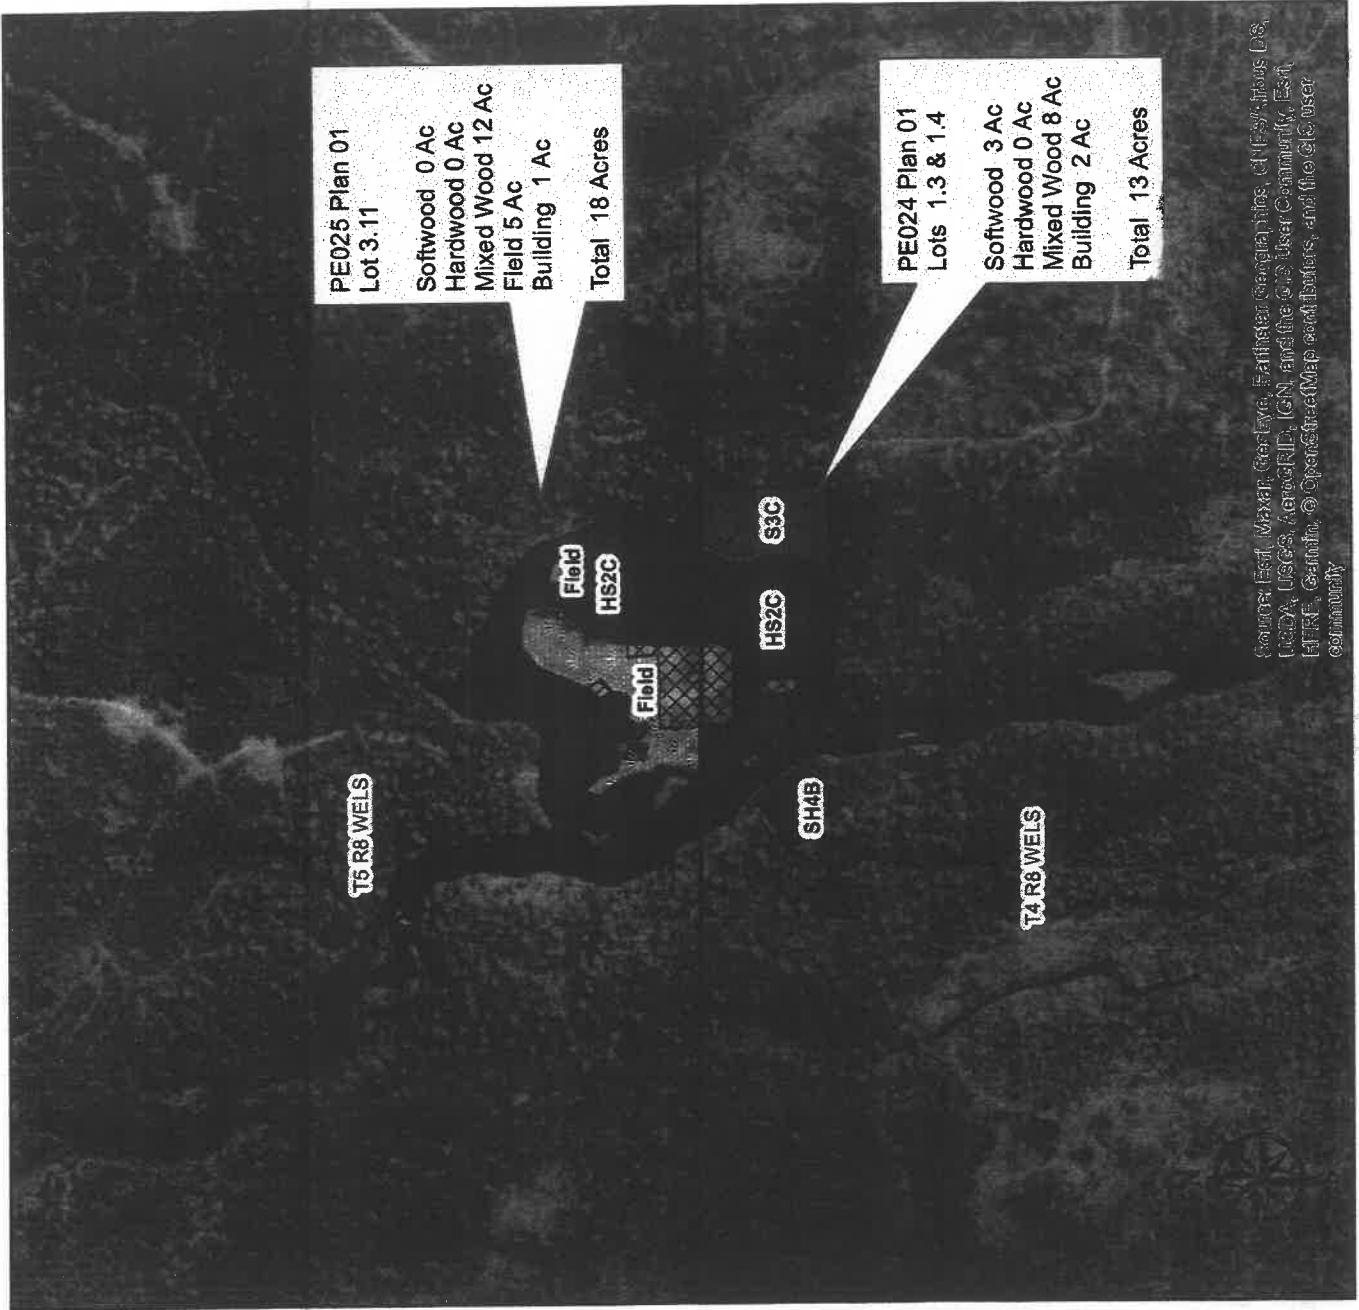 PE025 Plan 01
Lot 3.11
Softwood 0 Ac
Hardwood 0 Ac
Mixed Wood 12 Ac
Field 5 Ac
Building 1 Ac
Total 18 Acres
PE024 Plan 01
Lots 1.3 & 1.4
Softwood 3 Ac
Hardwood 0 Ac
Mixed Wood 8 Ac
Building 2 Ac
Total 13 Acres
T5 R8 WELS
Field
HS2C
Field
HS2C
S3C
SH4B
T4 R8 WELS
Source: Esri, Maxar, GeoEye, Earthstar Geographics, CNES/Airbus DS,
USDA, USGS, AeroGRID, IGN, and the GIS User Community, Esri,
HERE, Garmin, © OpenStreetMap contributors, and the GIS user
community